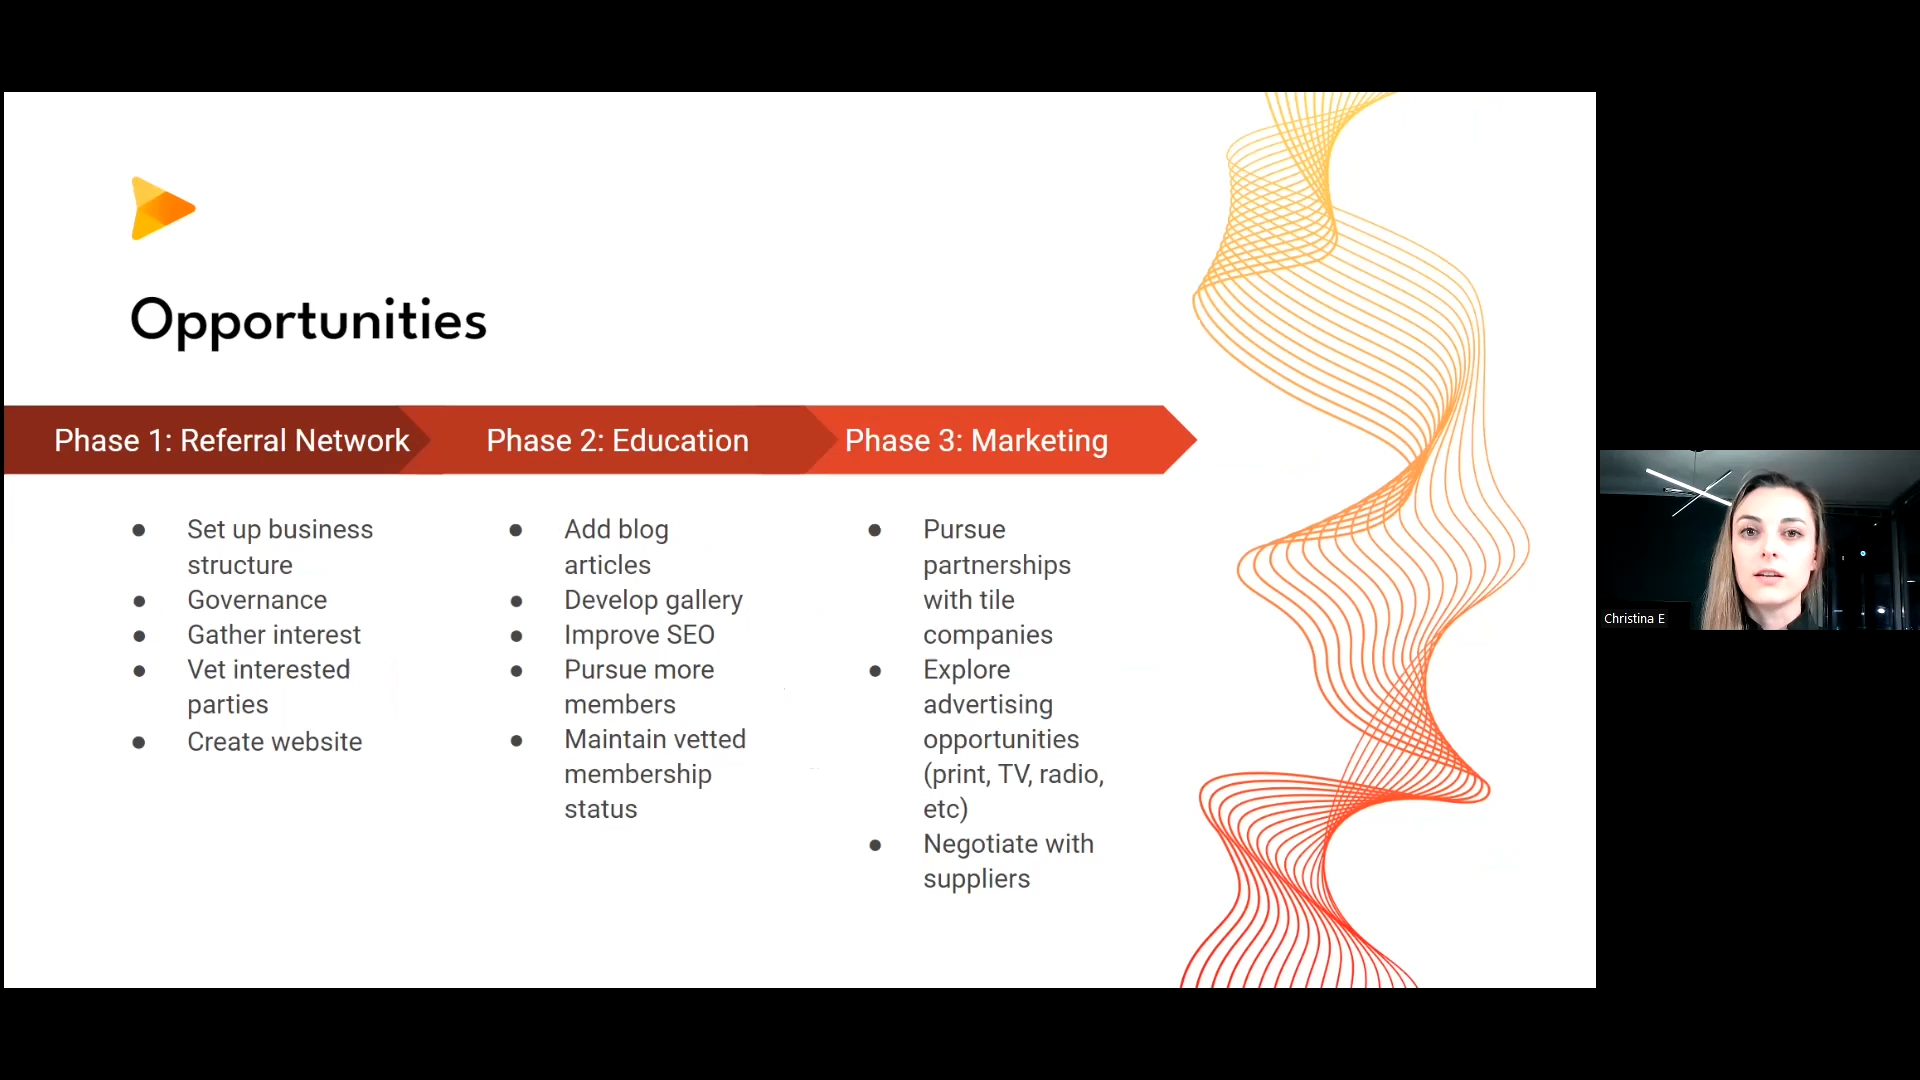 Opportunities
Phase 1: Referral Network
Phase 2: Education
Phase 3: Marketing
Set up business
structure
Governance
Gather interest
Vet interested
parties
Create website
Add blog
articles
Develop gallery
Improve SEO
Pursue more
members
Maintain vetted
membership
status
Pursue
partnerships
with tile
companies
Explore
advertising
opportunities
(print, TV, radio,
etc)
Negotiate with
suppliers
Christina E